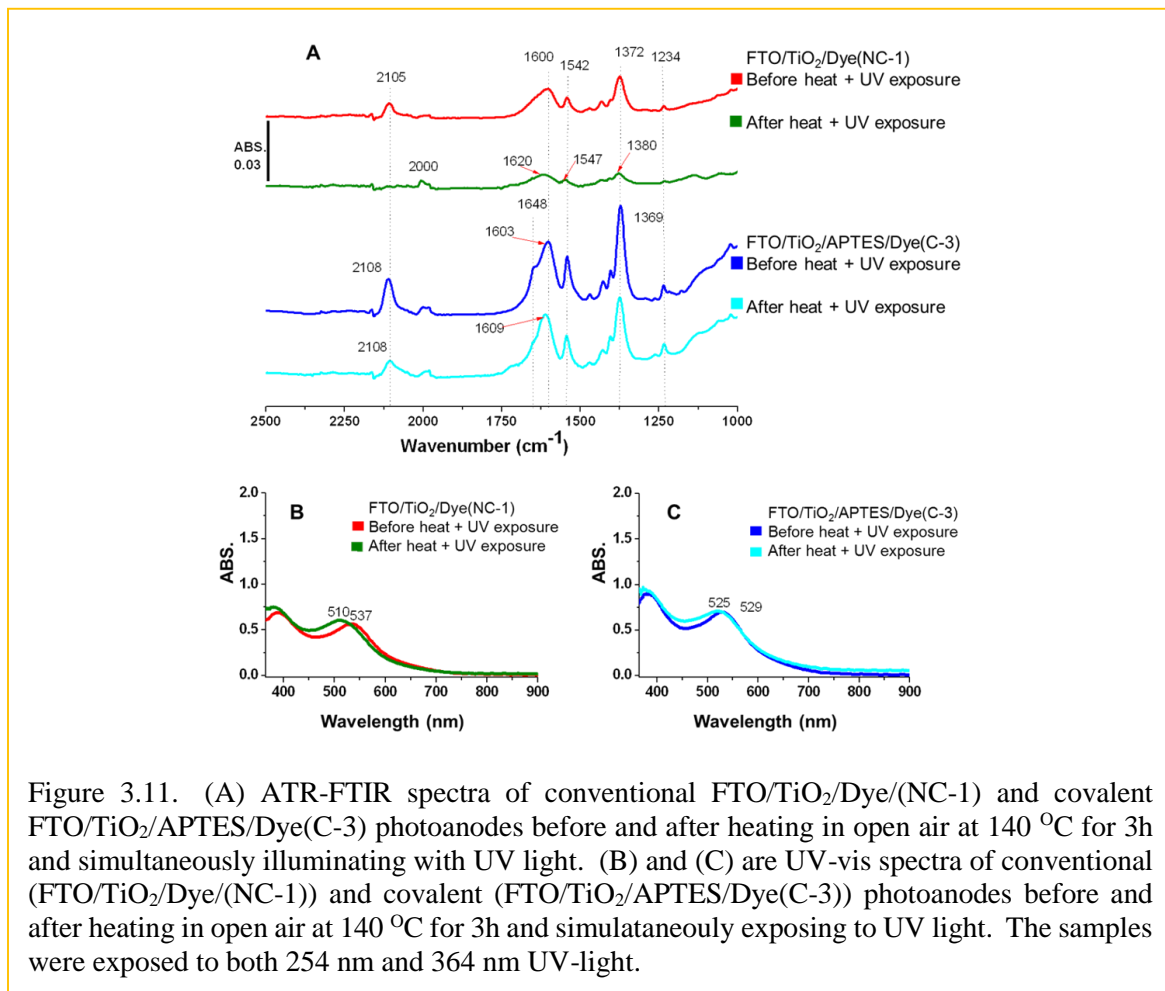 A
1600
1542
1372
1234
2105
FTO/TiO₂/Dye(NC-1)
Before heat + UV exposure
After heat + UV exposure
ABS.
0.03
2000
1620
1547
1380
1648
1603
1369
2108
FTO/TiO₂/APTES/Dye(C-3)
Before heat + UV exposure
After heat + UV exposure
1609
2108
2500 2250 2000 1750 1500 1250 1000
Wavenumber (cm⁻¹)
B
FTO/TiO₂/Dye(NC-1)
Before heat + UV exposure
After heat + UV exposure
2.0
1.5
1.0
0.5
0.0
ABS.
510
537
400 500 600 700 800 900
Wavelength (nm)
C
FTO/TiO₂/APTES/Dye(C-3)
Before heat + UV exposure
After heat + UV exposure
2.0
1.5
1.0
0.5
0.0
ABS.
525
529
400 500 600 700 800 900
Wavelength (nm)
Figure 3.11. (A) ATR-FTIR spectra of conventional FTO/TiO₂/Dye/(NC-1) and covalent
FTO/TiO₂/APTES/Dye(C-3) photoanodes before and after heating in open air at 140 ᴼC for 3h
and simultaneously illuminating with UV light. (B) and (C) are UV-vis spectra of conventional
(FTO/TiO₂/Dye/(NC-1)) and covalent (FTO/TiO₂/APTES/Dye(C-3)) photoanodes before and
after heating in open air at 140 ᴼC for 3h and simulataneouly exposing to UV light. The samples
were exposed to both 254 nm and 364 nm UV-light.